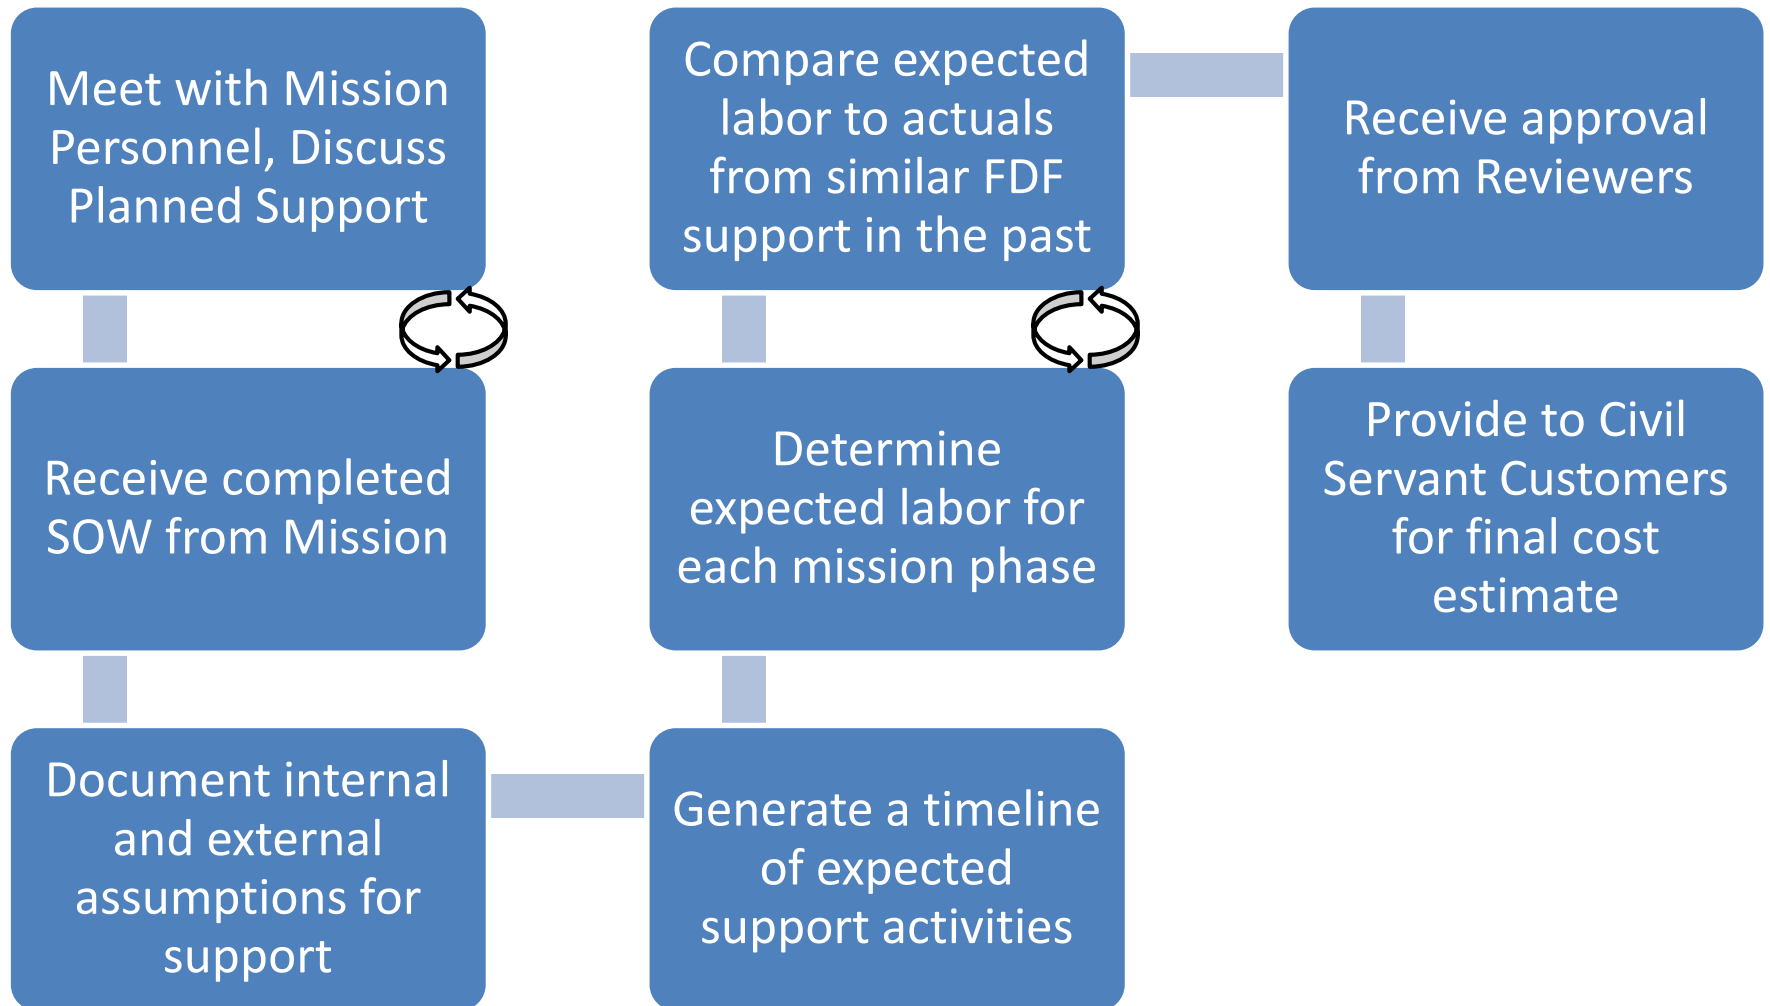 Meet with Mission
Personnel, Discuss
Planned Support
Receive completed
SOW from Mission
Document internal
and external
assumptions for
support
Generate a timeline
of expected
support activities
Determine
expected labor for
each mission phase
Compare expected
labor to actuals
from similar FDF
support in the past
Receive approval
from Reviewers
Provide to Civil
Servant Customers
for final cost
estimate